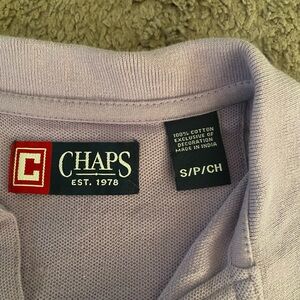 C
CHAPS
EST. 1978
100% COTTON
EXCLUSIVE OF
DECORATION
MADE IN INDIA
S/P/CH